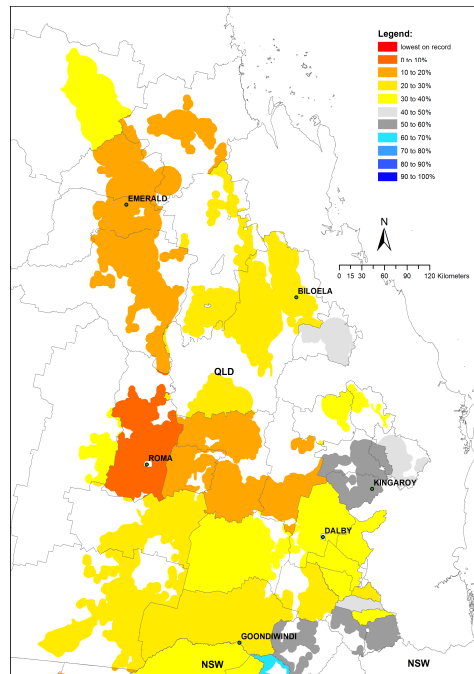 Legend:
lowest on record
0 to 10%
10 to 20%
20 to 30%
30 to 40%
40 to 50%
50 to 60%
60 to 70%
70 to 80%
80 to 90%
90 to 100%
EMERALD
N
0 15 30 60 90 120 Kilometers
BILOELA
QLD
ROMA
KINGAROY
DALBY
GOONDIWINDI
NSW
NSW